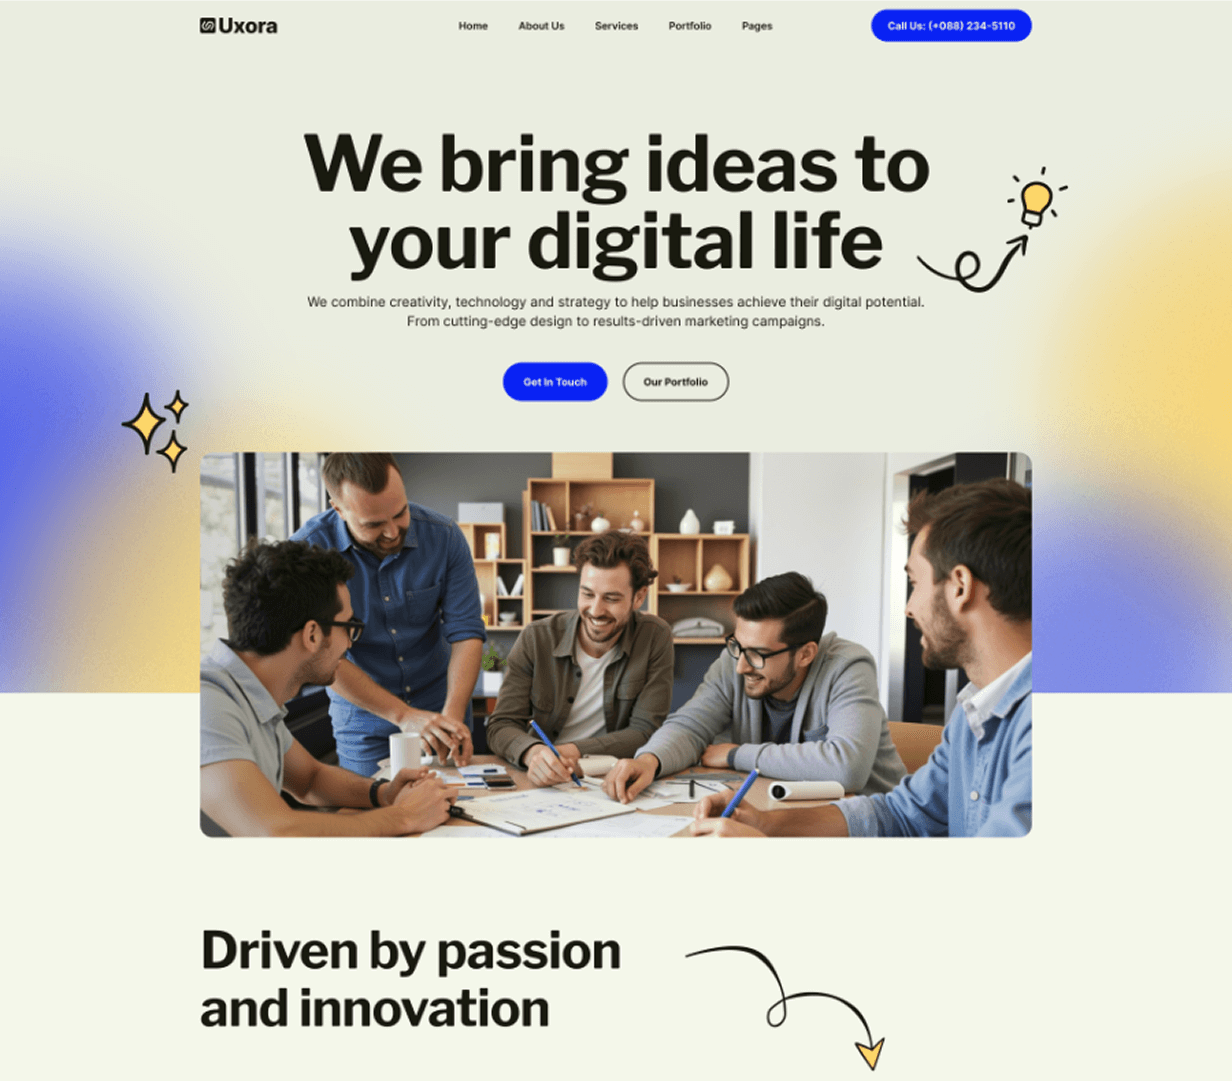 Uxora
Home
About Us
Services
Portfolio
Pages
Call Us: (+088) 234-5110
We bring ideas to
your digital life
We combine creativity, technology and strategy to help businesses achieve their digital potential.
From cutting-edge design to results-driven marketing campaigns.
Get In Touch
Our Portfolio
Driven by passion
and innovation